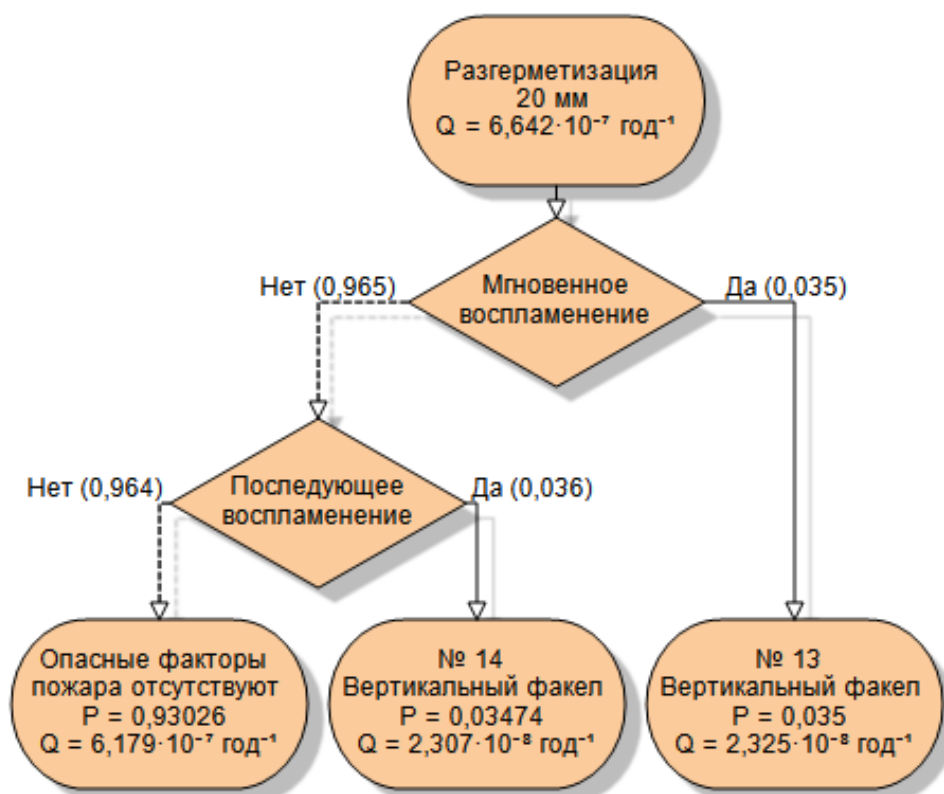 Разгерметизация
20 мм
Q = 6,642·10⁻⁷ год⁻¹
Нет (0,965)
Мгновенное
воспламенение
Да (0,035)
Нет (0,964)
Последующее
воспламенение
Да (0,036)
Опасные факторы
пожара отсутствуют
P = 0,93026
Q = 6,179·10⁻⁷ год⁻¹
№ 14
Вертикальный факел
P = 0,03474
Q = 2,307·10⁻⁸ год⁻¹
№ 13
Вертикальный факел
P = 0,035
Q = 2,325·10⁻⁸ год⁻¹